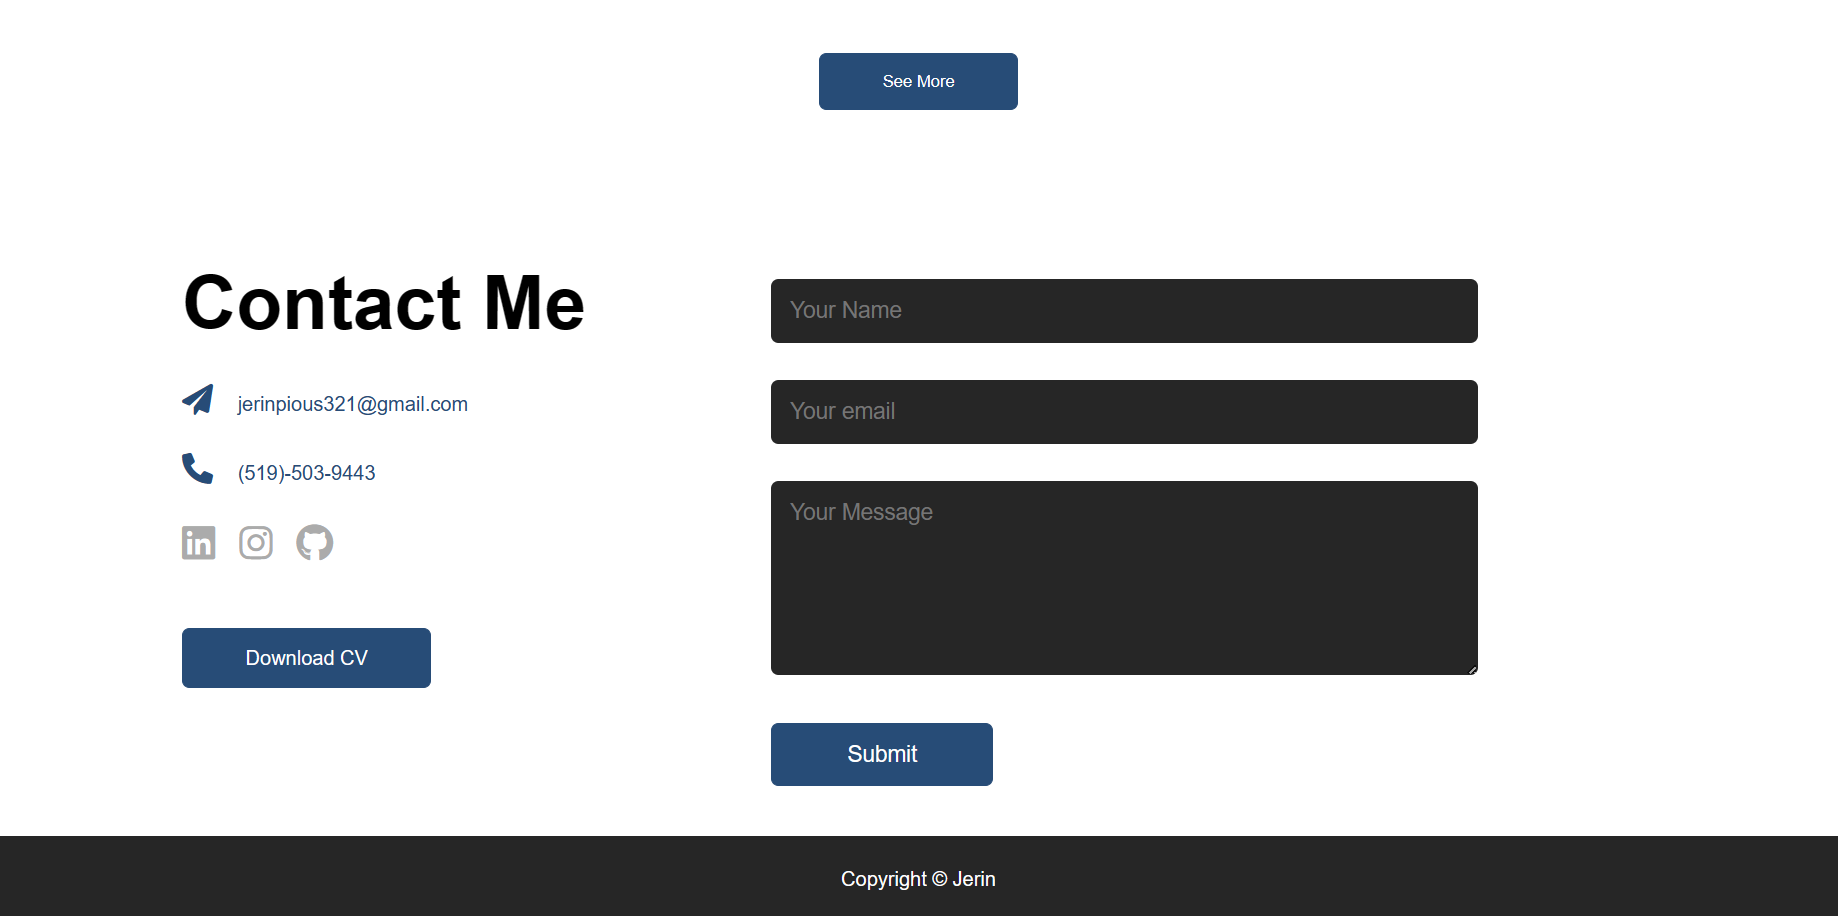 See More
Contact Me
jerinpious321@gmail.com
(519)-503-9443
Download CV
Your Name
Your email
Your Message
Submit
Copyright © Jerin